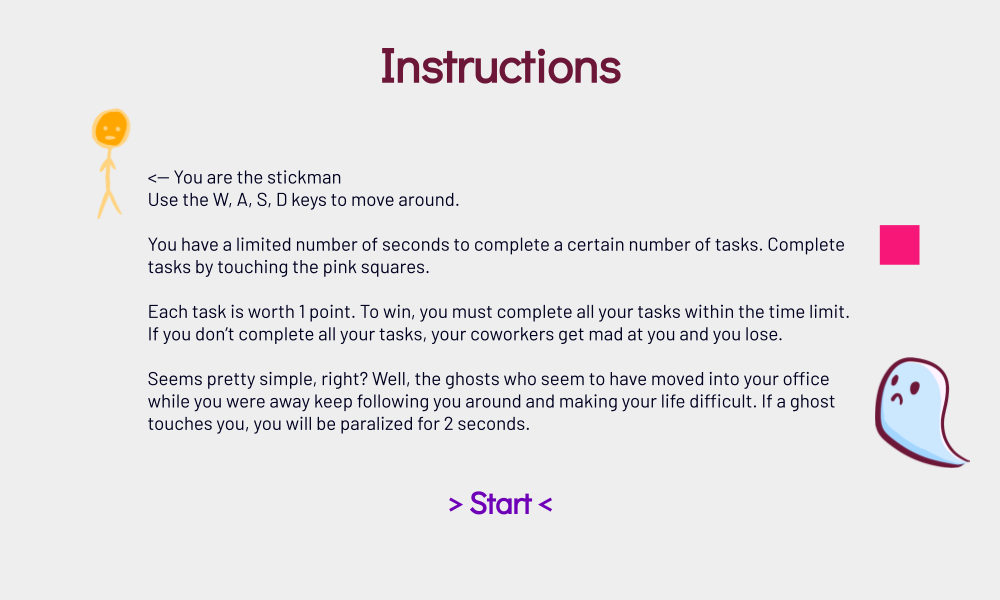 Instructions
<— You are the stickman
Use the W, A, S, D keys to move around.
You have a limited number of seconds to complete a certain number of tasks. Complete
tasks by touching the pink squares.
Each task is worth 1 point. To win, you must complete all your tasks within the time limit.
If you don’t complete all your tasks, your coworkers get mad at you and you lose.
Seems pretty simple, right? Well, the ghosts who seem to have moved into your office
while you were away keep following you around and making your life difficult. If a ghost
touches you, you will be paralized for 2 seconds.
> Start <